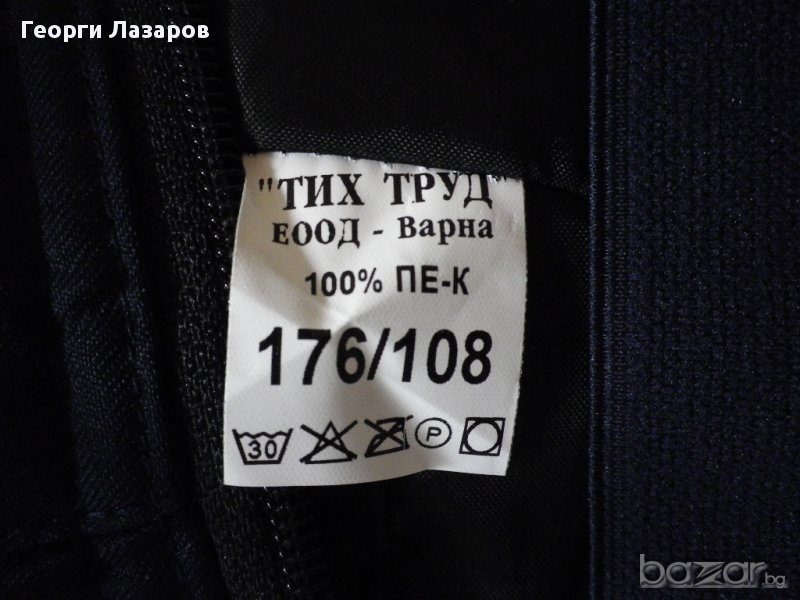 Георги Лазаров
"ТИХ ТРУД"
ЕООД - Варна
100% ПЕ-К
176/108
30 P
bazar.bg